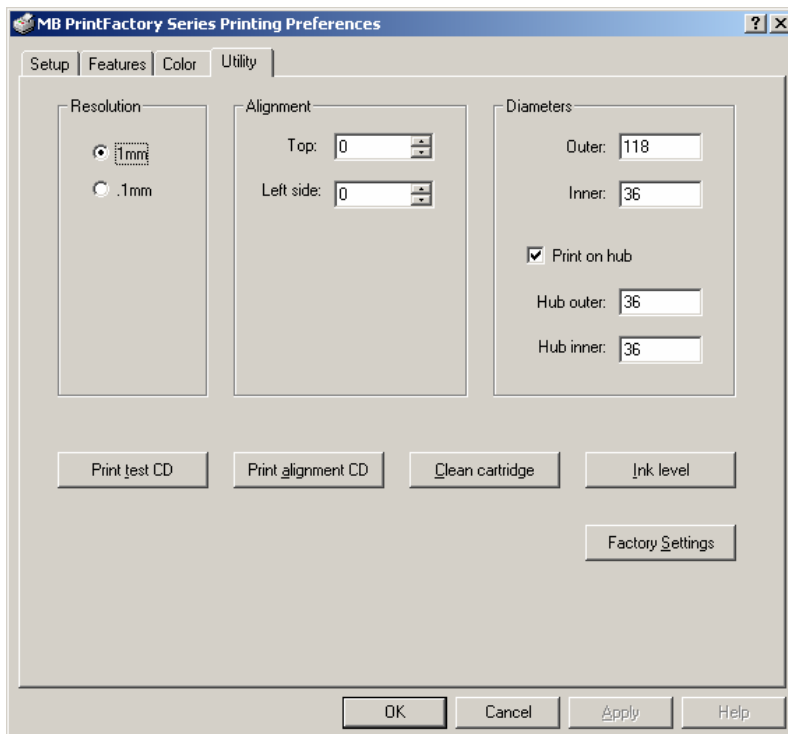 MB PrintFactory Series Printing Preferences
Setup Features Color Utility
Resolution
1mm
.1mm
Alignment
Top: 0
Left side: 0
Diameters
Outer: 118
Inner: 36
Print on hub
Hub outer: 36
Hub inner: 36
Print test CD Print alignment CD Clean cartridge Ink level
Factory Settings
OK Cancel Apply Help